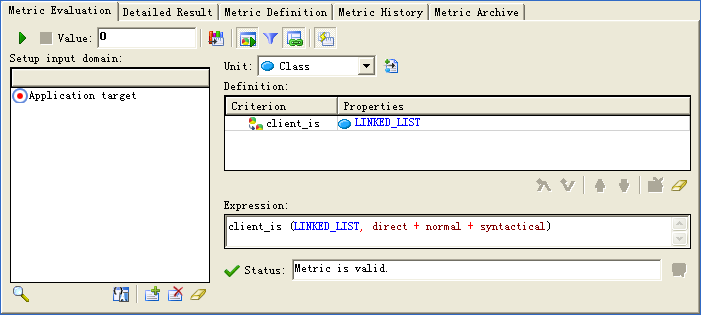 Metric Evaluation Detailed Result Metric Definition Metric History Metric Archive
Value: 0
Setup input domain:
Application target
Unit: Class
Definition:
Criterion Properties
client_is LINKED_LIST
Expression:
client_is (LINKED_LIST, direct + normal + syntactical)
Status: Metric is valid.